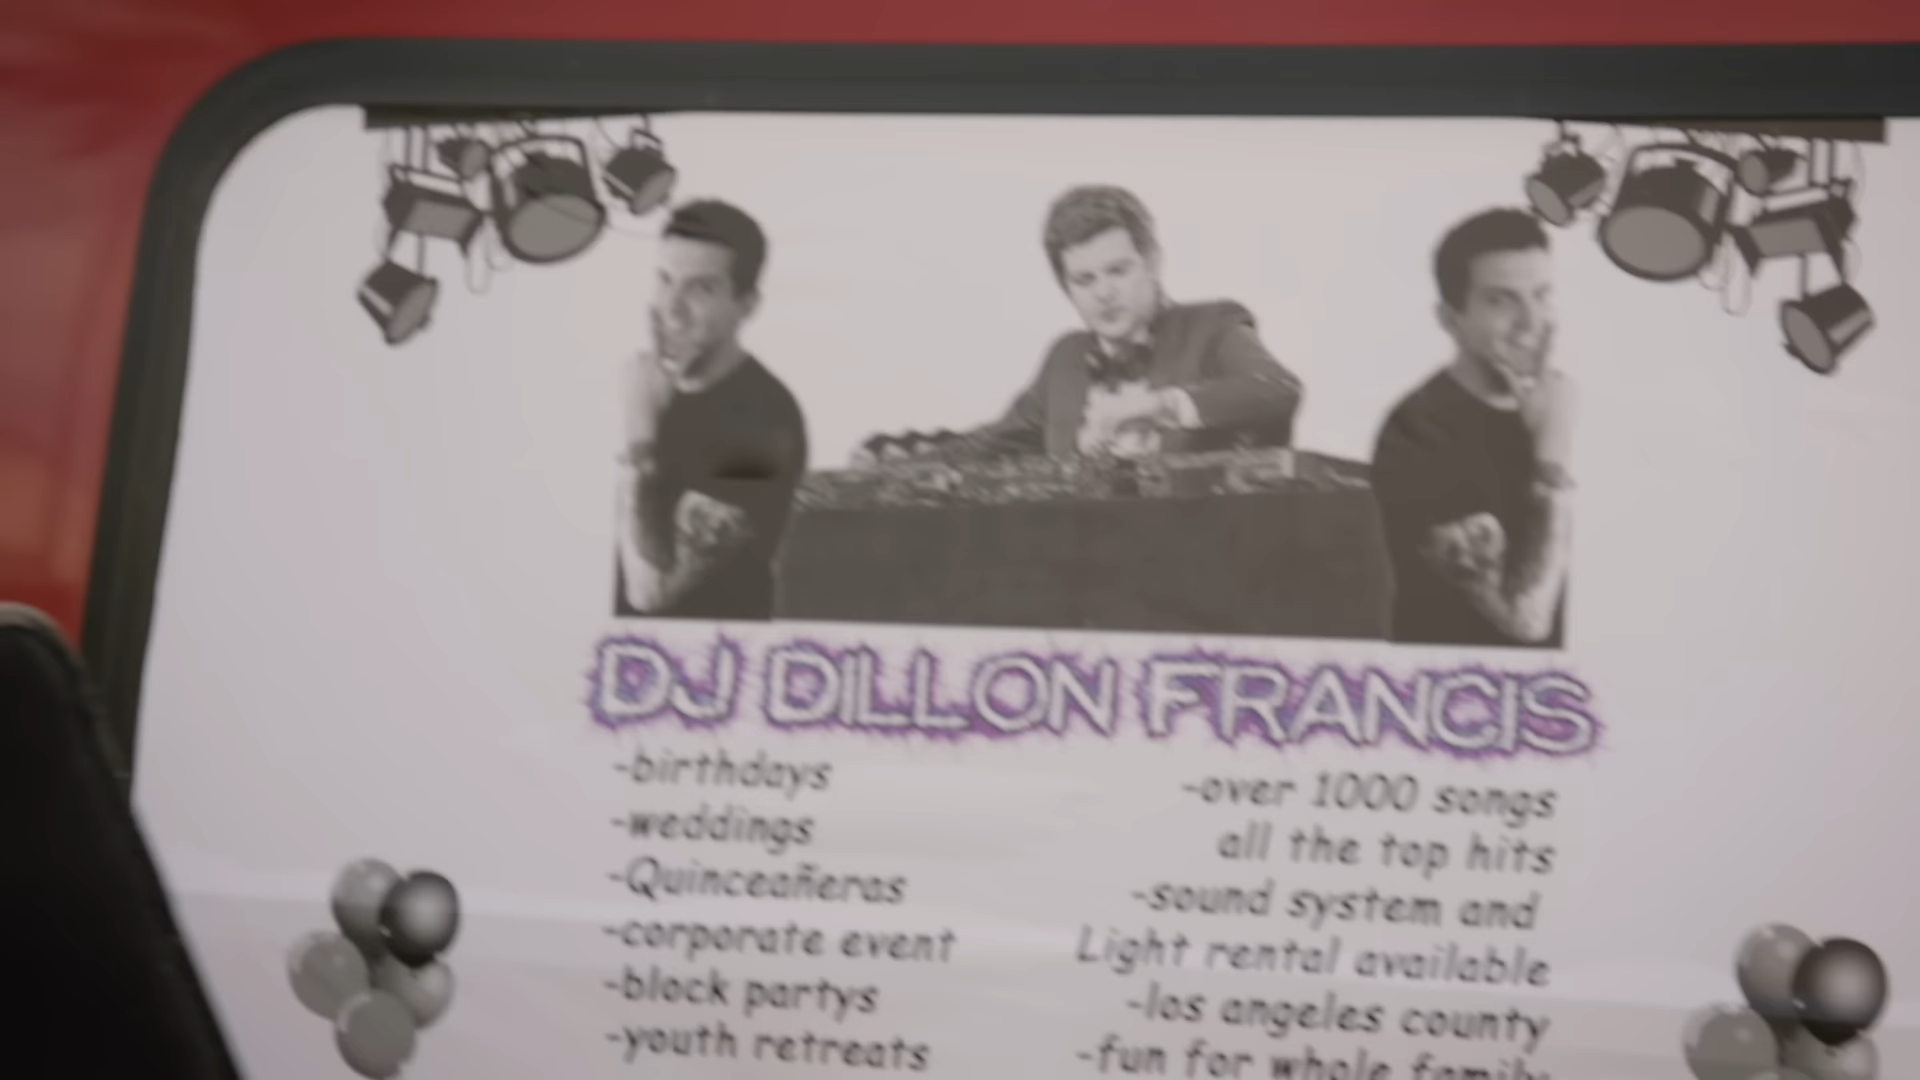 DJ DILLON FRANCIS
-birthdays
-weddings
-Quinceañeras
-corporate event
-block partys
-youth retreats
-over 1000 songs
all the top hits
-sound system and
Light rental available
-los angeles county
-fun for whole family